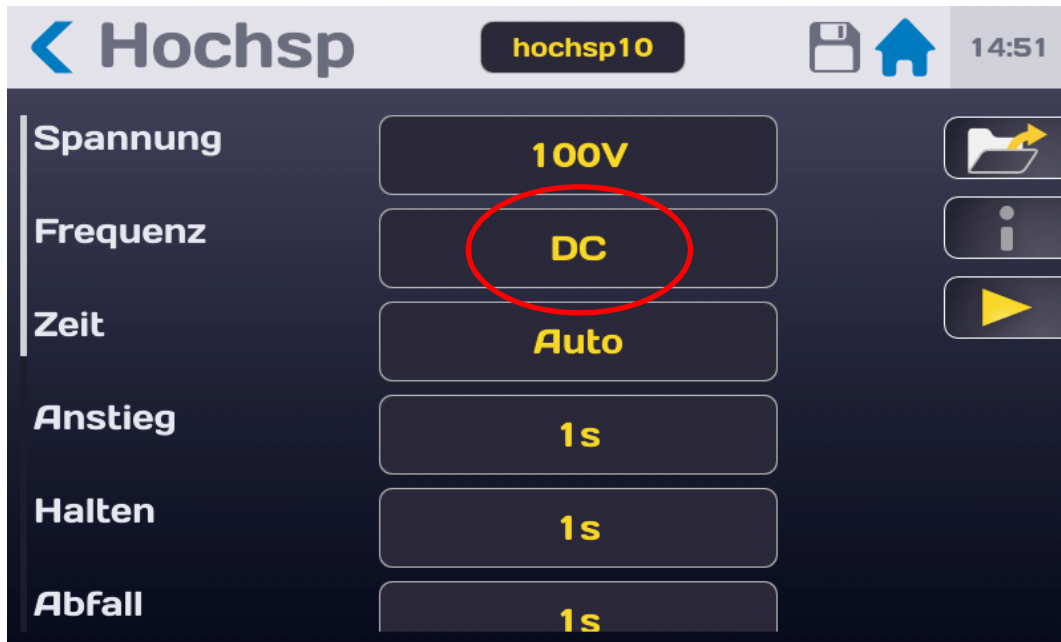 Hochsp
hochsp10
14:51
Spannung
100V
Frequenz
DC
Zeit
Auto
Anstieg
1s
Halten
1s
Abfall
1s